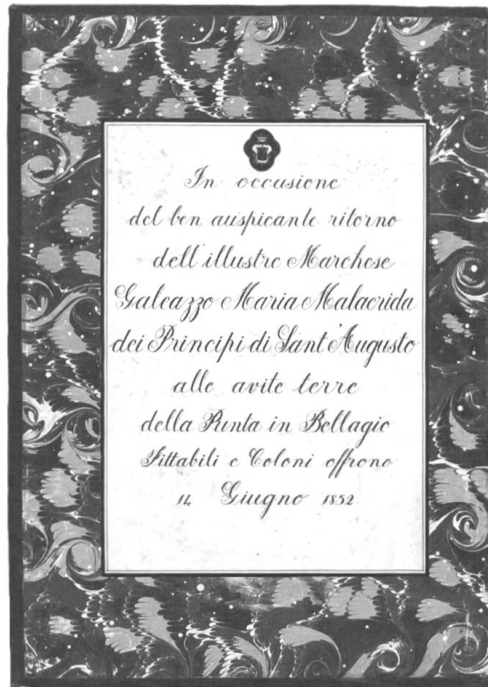 In occasione
del ben auspicante ritorno
dell'illustre Marchese
Galeazzo Maria Malacrida
dei Principi di Sant'Augusto
alle avite terre
della Punta in Bellagio
Fittabili e Coloni offrono
14 Giugno 1852